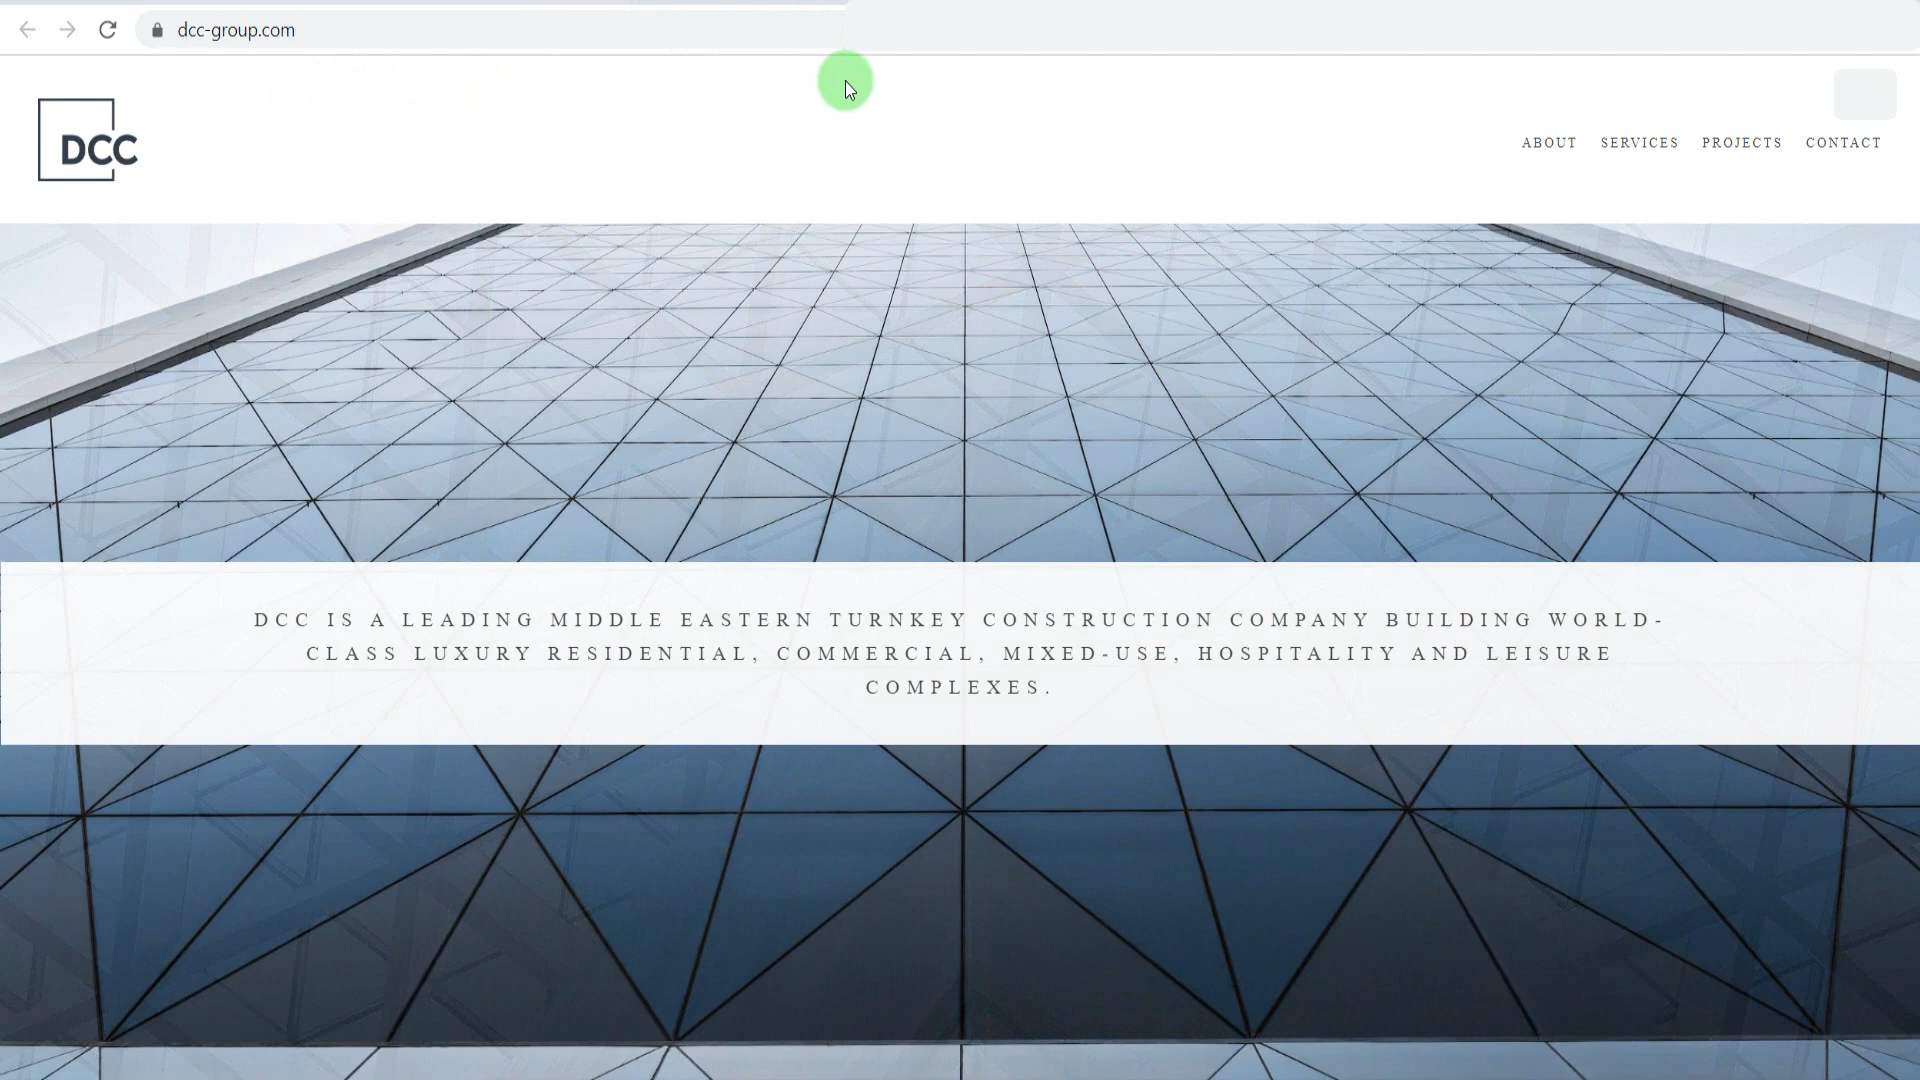 dcc-group.com
DCC
ABOUT SERVICES PROJECTS CONTACT
DCC IS A LEADING MIDDLE EASTERN TURNKEY CONSTRUCTION COMPANY BUILDING WORLD-
CLASS LUXURY RESIDENTIAL, COMMERCIAL, MIXED-USE, HOSPITALITY AND LEISURE
COMPLEXES.